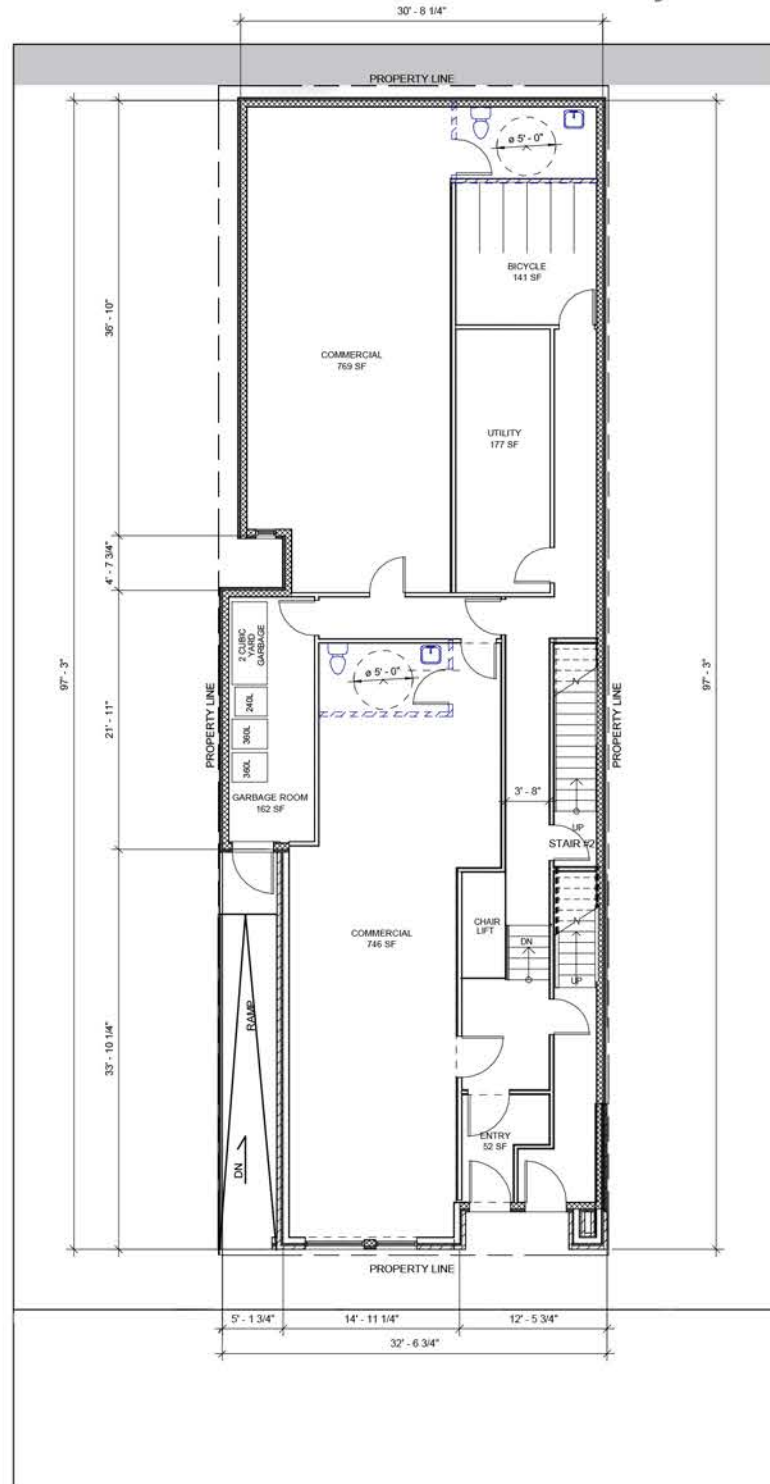 30' - 8 1/4"
PROPERTY LINE
ø 5' - 0"
BICYCLE
141 SF
36' - 10"
COMMERCIAL
769 SF
UTILITY
177 SF
4' - 7 3/4"
2 CUBIC
YARD
GARBAGE
240L
360L
360L
GARBAGE ROOM
162 SF
ø 5' - 0"
97' - 3"
21' - 11"
PROPERTY LINE
PROPERTY LINE
97' - 3"
3' - 8"
UP
STAIR #2
CHAIR
LIFT
DN
N
N
UP
COMMERCIAL
746 SF
RAMP
DN
33' - 10 1/4"
ENTRY
52 SF
PROPERTY LINE
5' - 1 3/4"
14' - 11 1/4"
12' - 5 3/4"
32' - 6 3/4"